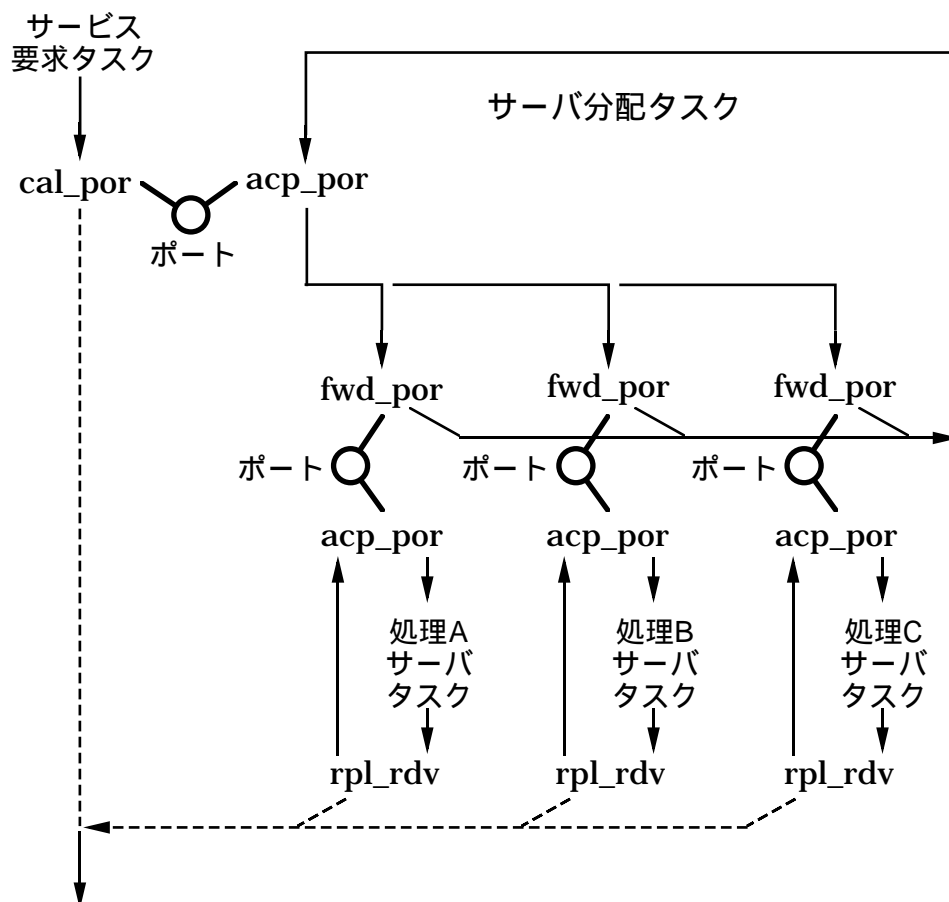 サービス
要求タスク
サーバ分配タスク
cal_por
acp_por
ポート
fwd_por
fwd_por
fwd_por
ポート
ポート
ポート
acp_por
acp_por
acp_por
処理A
サーバ
タスク
処理B
サーバ
タスク
処理C
サーバ
タスク
rpl_rdv
rpl_rdv
rpl_rdv